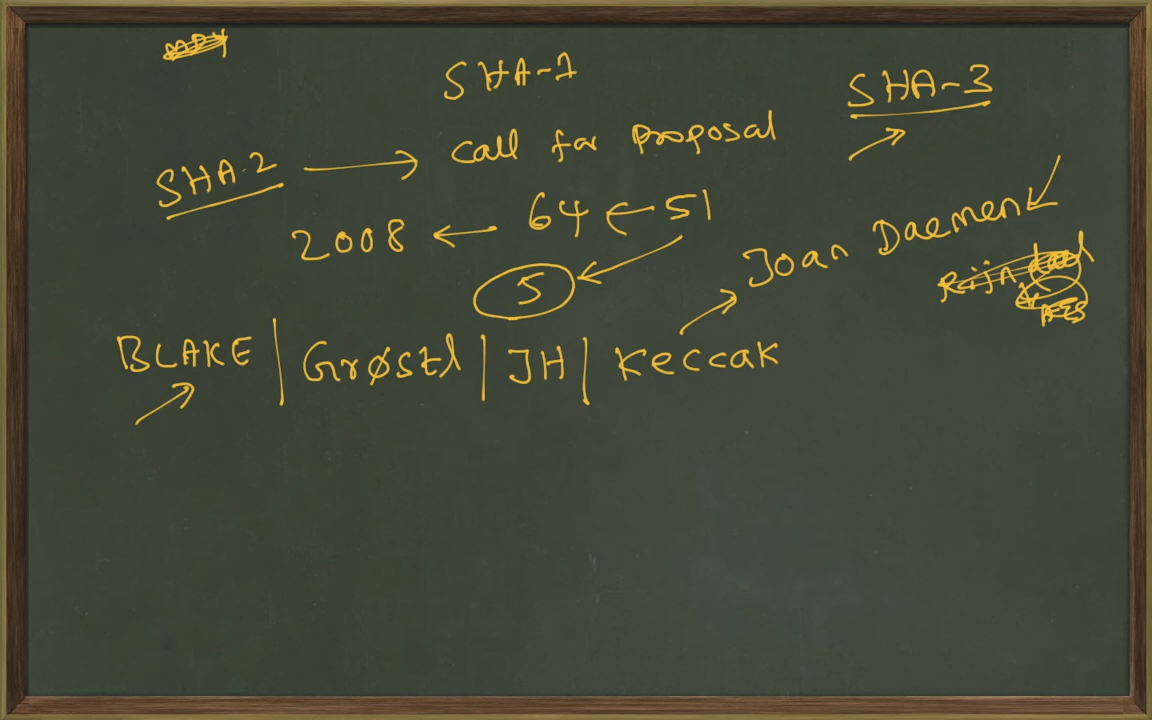 SHA-1
SHA-3
SHA-2 → Call for Proposal
2008 ← 64 ← 51
5
Joan Daemen
BLAKE | Grøstl | JH | Keccak